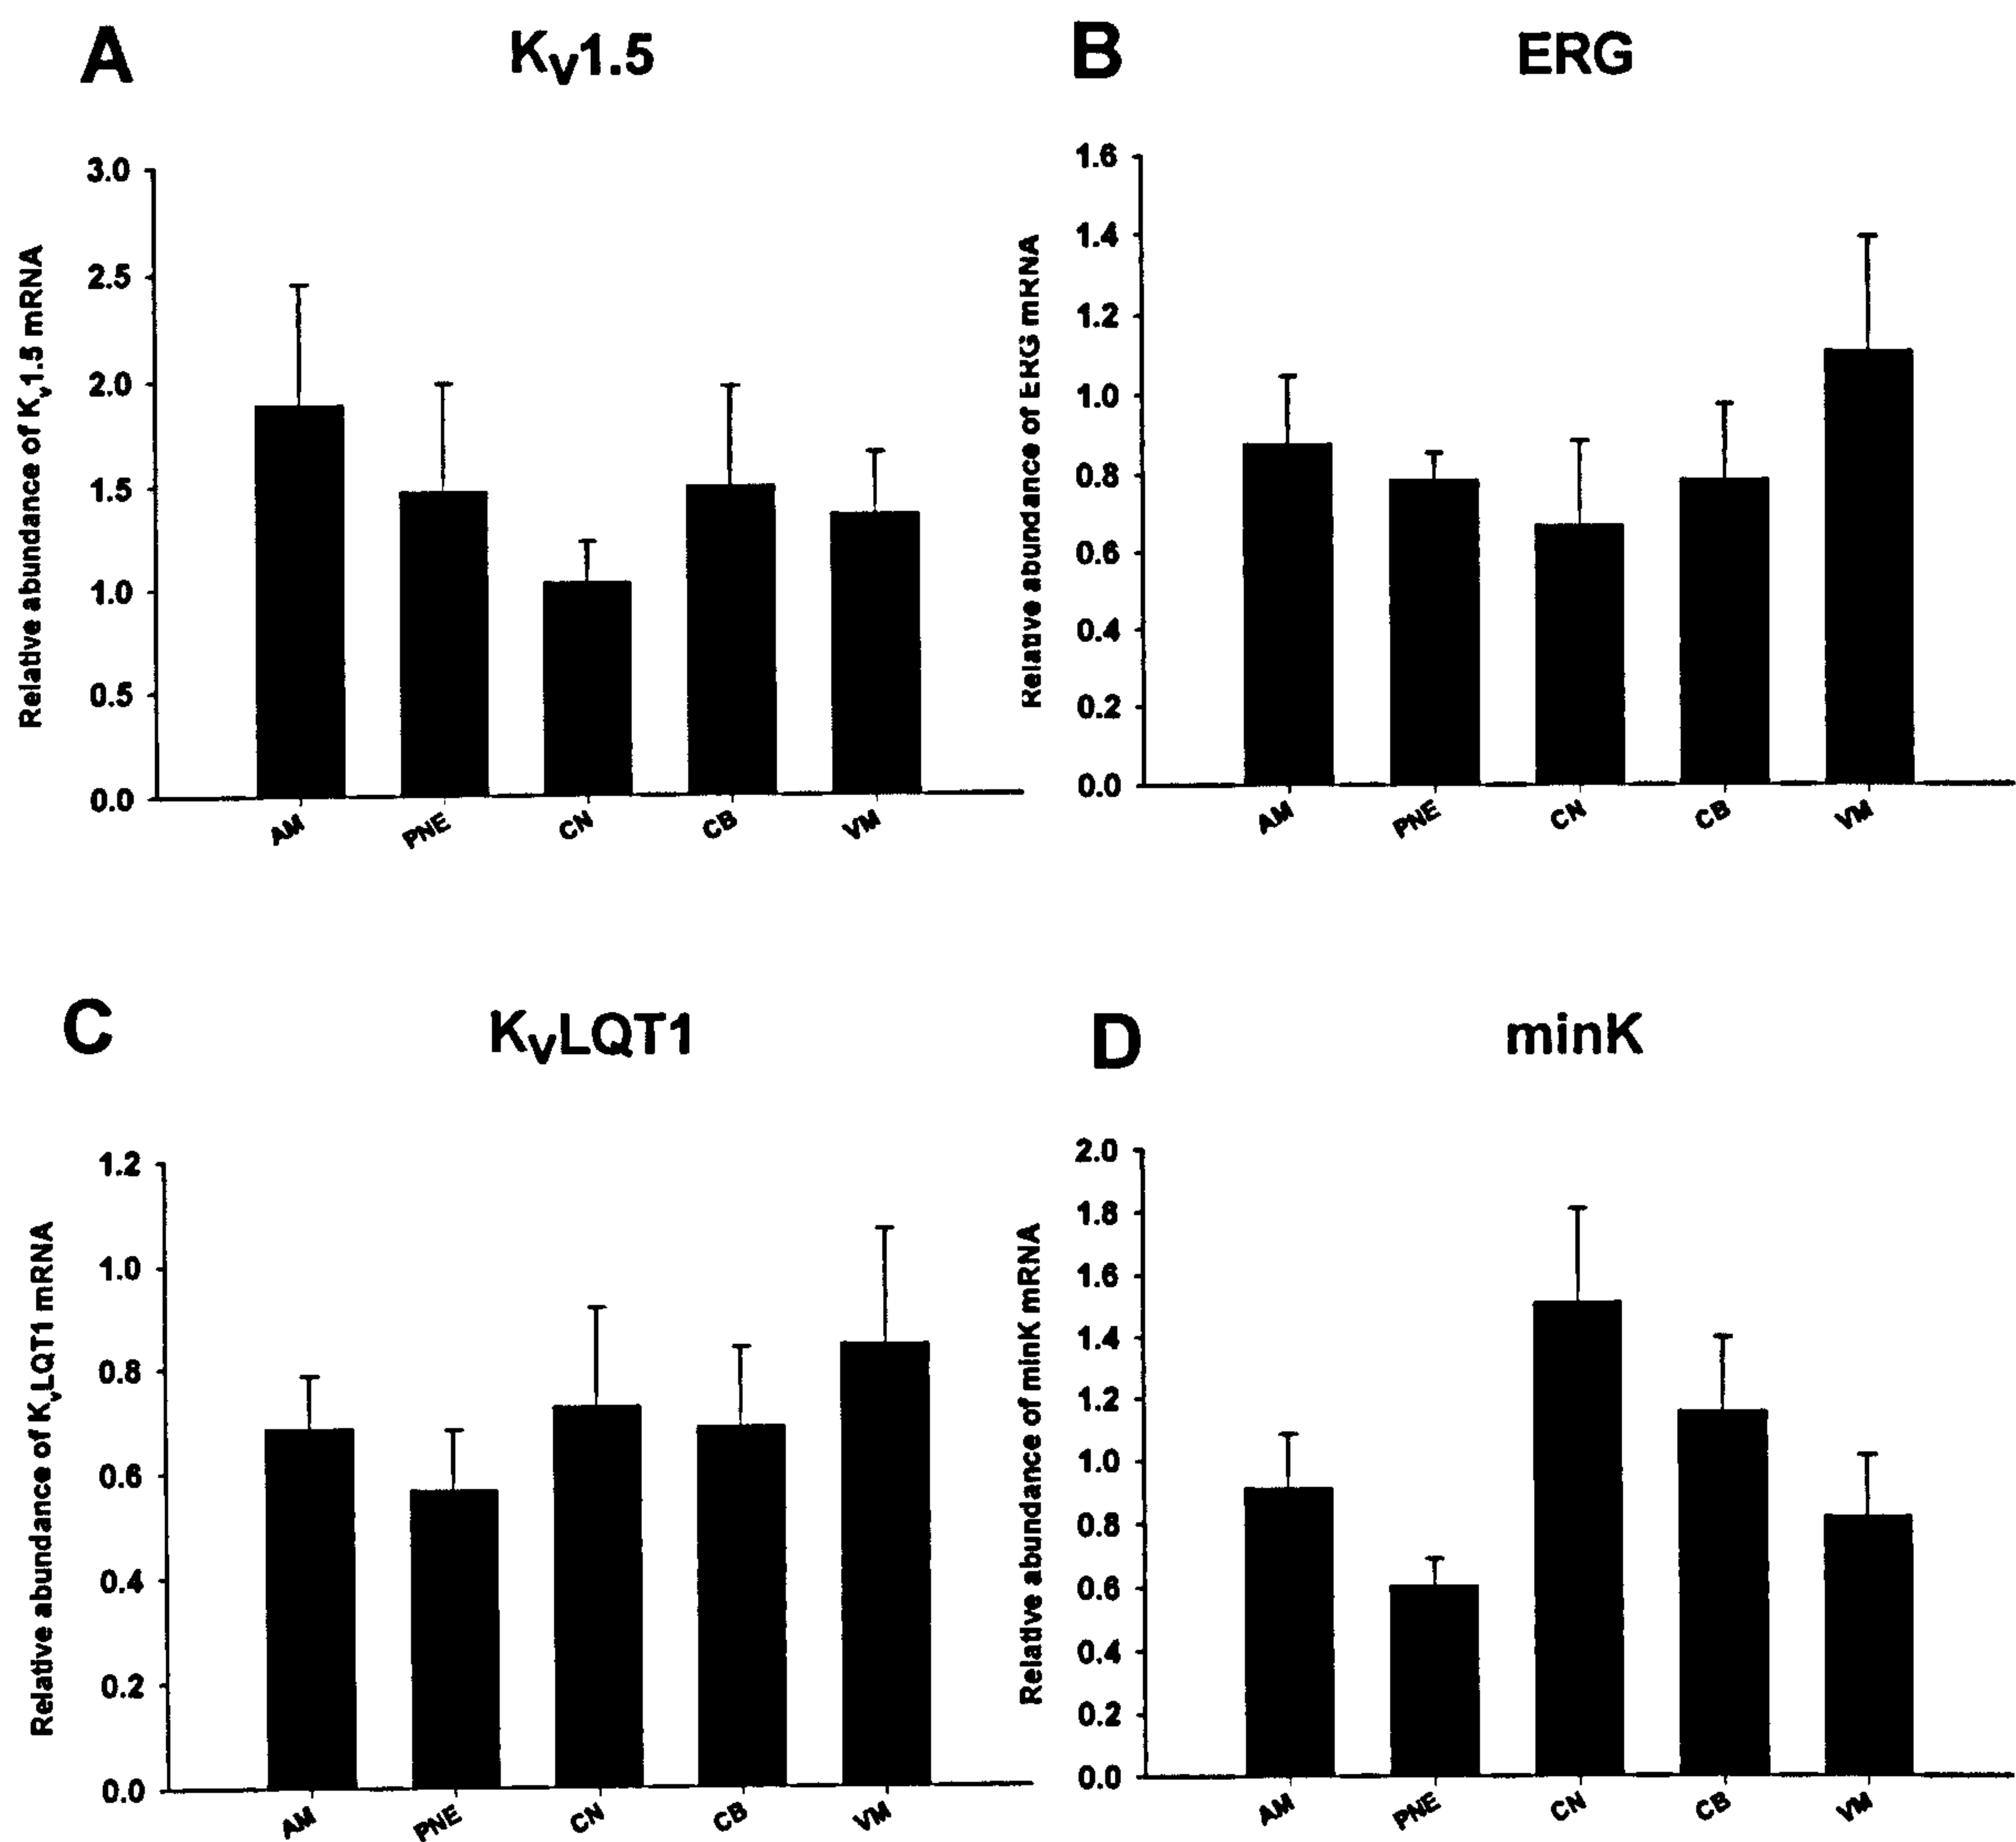 A
Kv1.5
Relative abundance of Kv1.5 mRNA
3.0
2.5
2.0
1.5
1.0
0.5
0.0
AM PNE CN CB VM
B
ERG
Relative abundance of ERG mRNA
1.6
1.4
1.2
1.0
0.8
0.6
0.4
0.2
0.0
AM PNE CN CB VM
C
KvLQT1
Relative abundance of KvLQT1 mRNA
1.2
1.0
0.8
0.6
0.4
0.2
0.0
AM PNE CN CB VM
D
minK
Relative abundance of minK mRNA
2.0
1.8
1.6
1.4
1.2
1.0
0.8
0.6
0.4
0.2
0.0
AM PNE CN CB VM